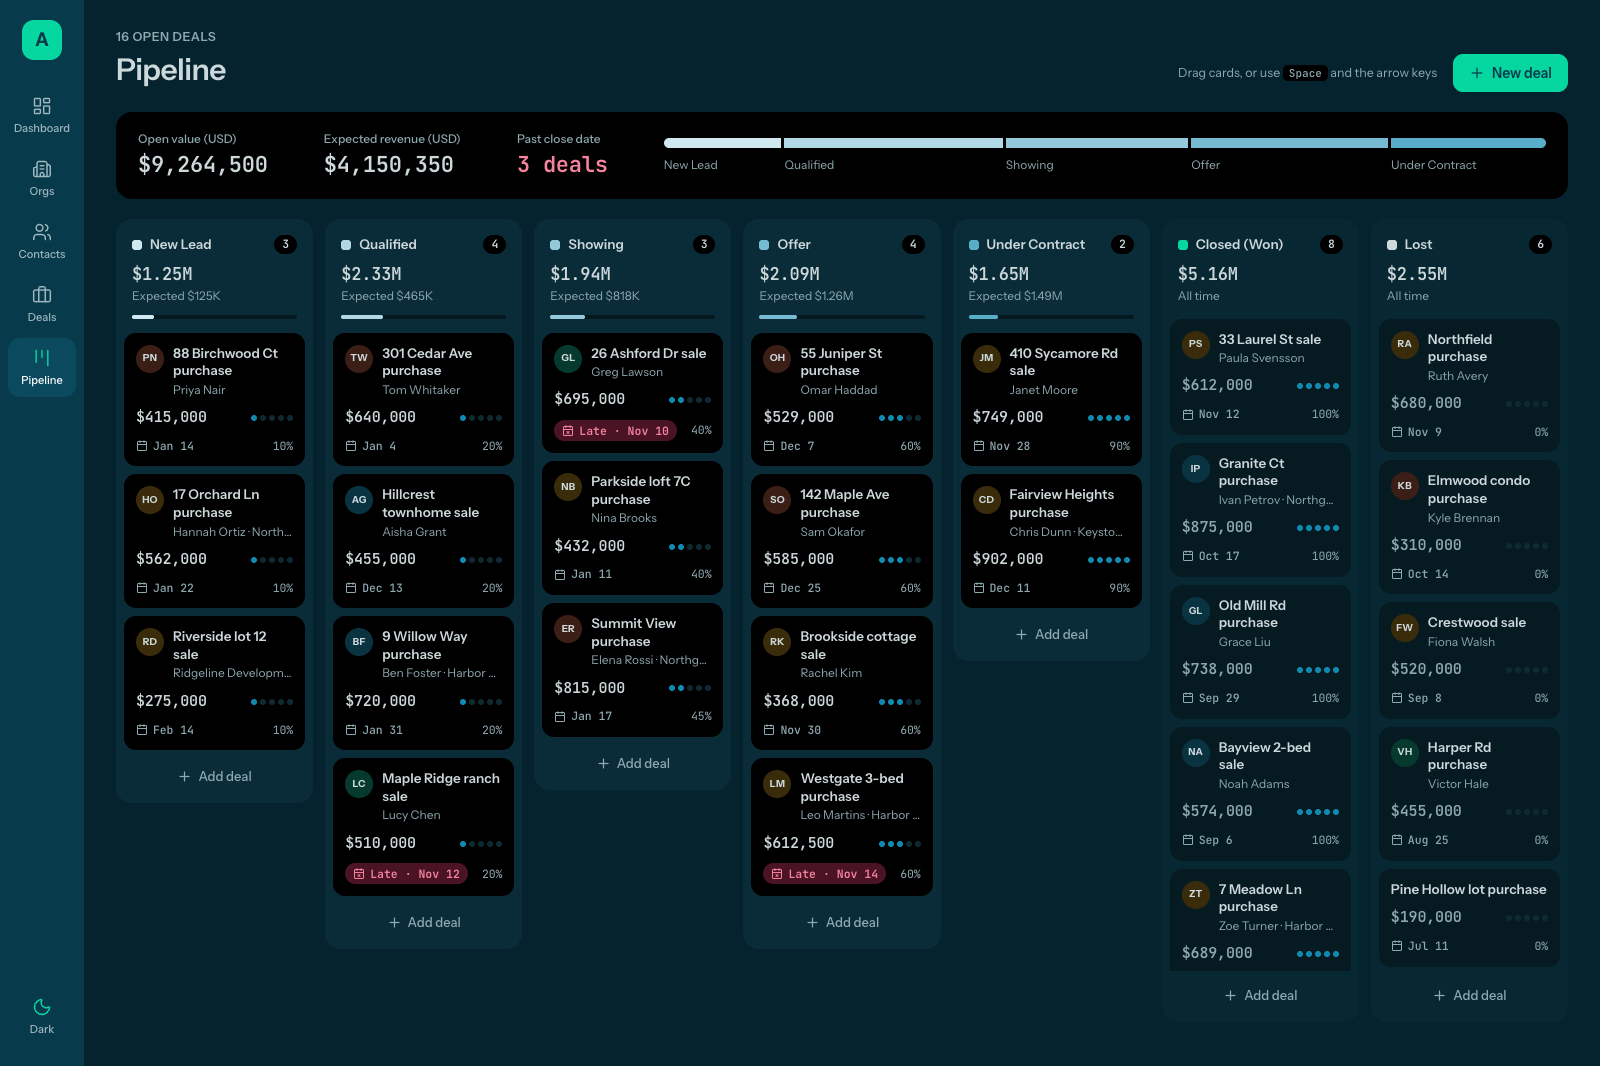 A
Dashboard
Orgs
Contacts
Deals
Pipeline
Dark
16 OPEN DEALS
Pipeline
Drag cards, or use Space and the arrow keys
New deal
Open value (USD)
$9,264,500
Expected revenue (USD)
$4,150,350
Past close date
3 deals
New Lead
Qualified
Showing
Offer
Under Contract
New Lead 3
$1.25M
Expected $125K
PN 88 Birchwood Ct
purchase
Priya Nair
$415,000
Jan 14 10%
HO 17 Orchard Ln
purchase
Hannah Ortiz · North...
$562,000
Jan 22 10%
RD Riverside lot 12
sale
Ridgeline Developm...
$275,000
Feb 14 10%
Add deal
Qualified 4
$2.33M
Expected $465K
TW 301 Cedar Ave
purchase
Tom Whitaker
$640,000
Jan 4 20%
AG Hillcrest
townhome sale
Aisha Grant
$455,000
Dec 13 20%
BF 9 Willow Way
purchase
Ben Foster · Harbor ...
$720,000
Jan 31 20%
LC Maple Ridge ranch
sale
Lucy Chen
$510,000
Late · Nov 12 20%
Add deal
Showing 3
$1.94M
Expected $818K
GL 26 Ashford Dr sale
Greg Lawson
$695,000
Late · Nov 10 40%
NB Parkside loft 7C
purchase
Nina Brooks
$432,000
Jan 11 40%
ER Summit View
purchase
Elena Rossi · Northg...
$815,000
Jan 17 45%
Add deal
Offer 4
$2.09M
Expected $1.26M
OH 55 Juniper St
purchase
Omar Haddad
$529,000
Dec 7 60%
SO 142 Maple Ave
purchase
Sam Okafor
$585,000
Dec 25 60%
RK Brookside cottage
sale
Rachel Kim
$368,000
Nov 30 60%
LM Westgate 3-bed
purchase
Leo Martins · Harbor ...
$612,500
Late · Nov 14 60%
Add deal
Under Contract 2
$1.65M
Expected $1.49M
JM 410 Sycamore Rd
sale
Janet Moore
$749,000
Nov 28 90%
CD Fairview Heights
purchase
Chris Dunn · Keysto...
$902,000
Dec 11 90%
Add deal
Closed (Won) 8
$5.16M
All time
PS 33 Laurel St sale
Paula Svensson
$612,000
Nov 12 100%
IP Granite Ct
purchase
Ivan Petrov · Northg...
$875,000
Oct 17 100%
GL Old Mill Rd
purchase
Grace Liu
$738,000
Sep 29 100%
NA Bayview 2-bed
sale
Noah Adams
$574,000
Sep 6 100%
ZT 7 Meadow Ln
purchase
Zoe Turner · Harbor ...
$689,000
Add deal
Lost 6
$2.55M
All time
RA Northfield
purchase
Ruth Avery
$680,000
Nov 9 0%
KB Elmwood condo
purchase
Kyle Brennan
$310,000
Oct 14 0%
FW Crestwood sale
Fiona Walsh
$520,000
Sep 8 0%
VH Harper Rd
purchase
Victor Hale
$455,000
Aug 25 0%
Pine Hollow lot purchase
$190,000
Jul 11 0%
Add deal